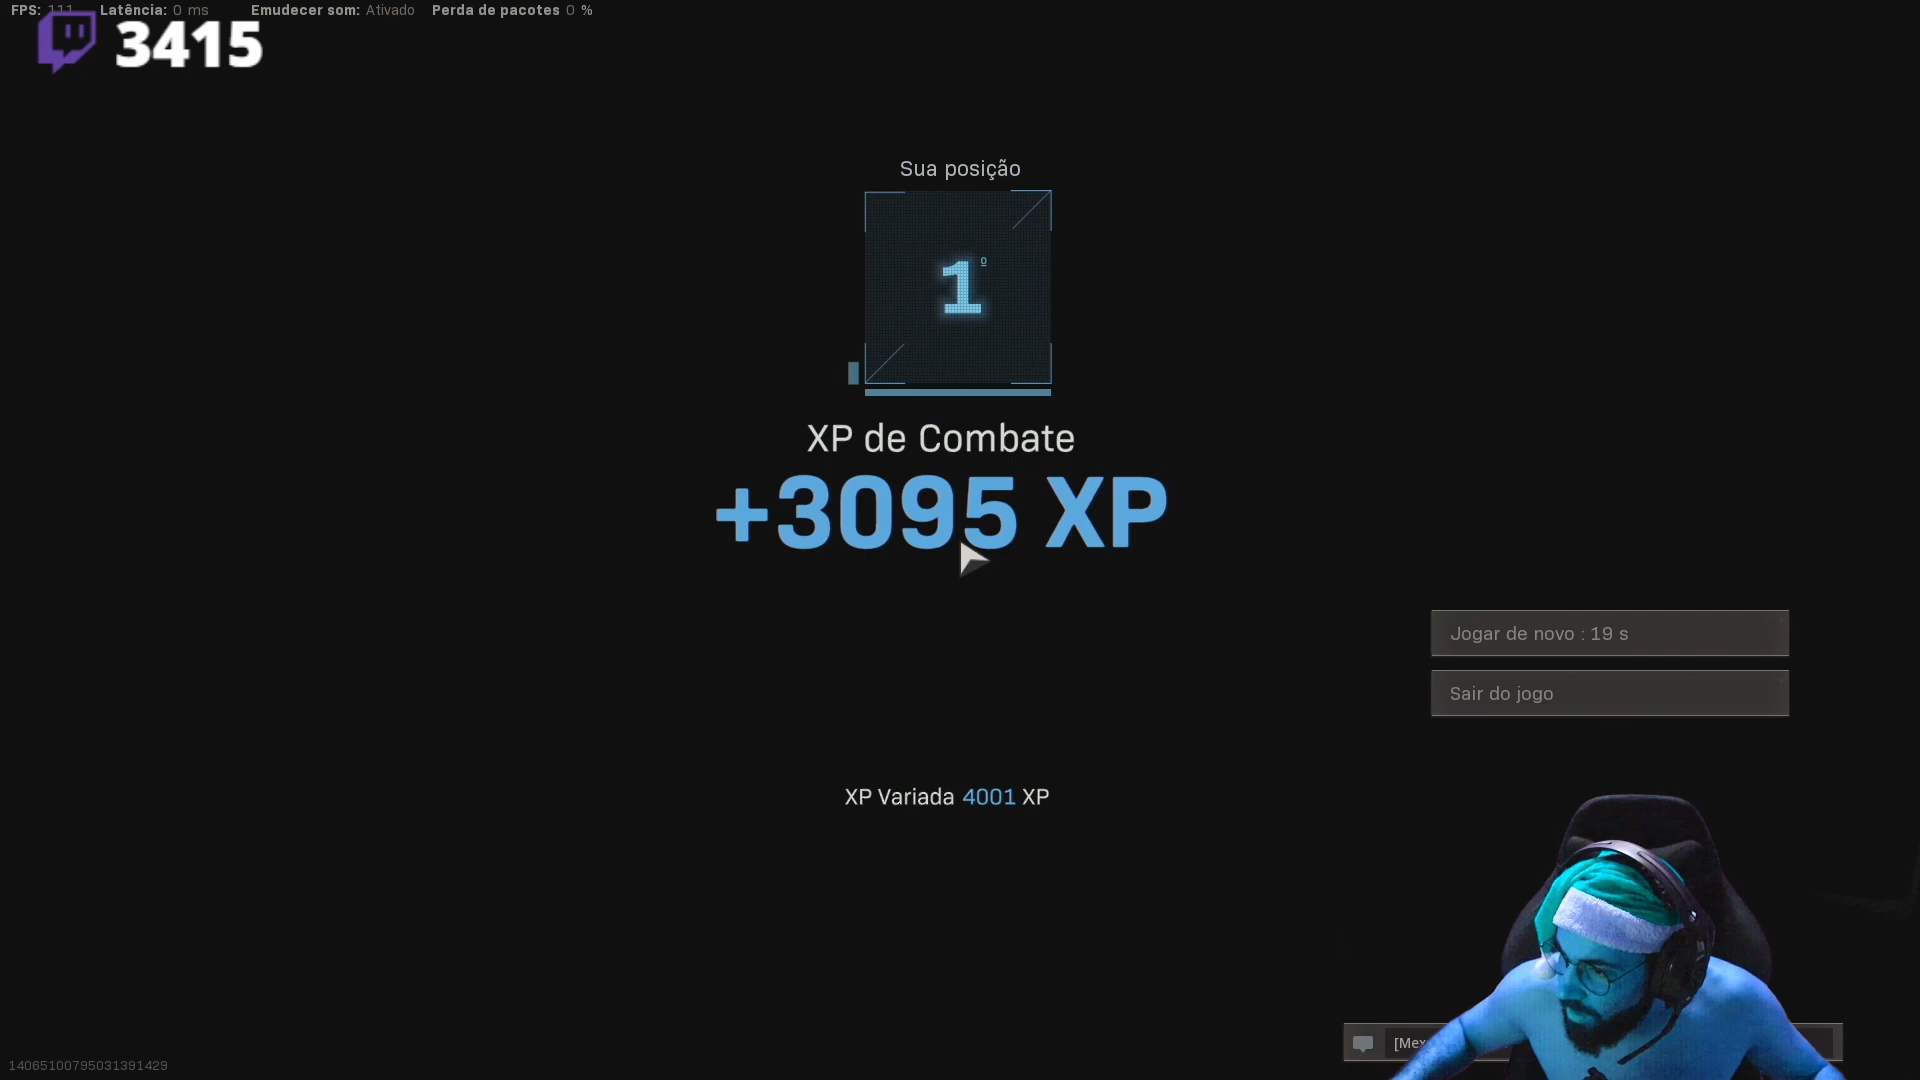 FPS: 111 Latência: 0 ms Emudecer som: Ativado Perda de pacotes 0 %
3415
Sua posição
1º
XP de Combate
+3095 XP
Jogar de novo : 19 s
Sair do jogo
XP Variada 4001 XP
[Mex
14065100795031391429